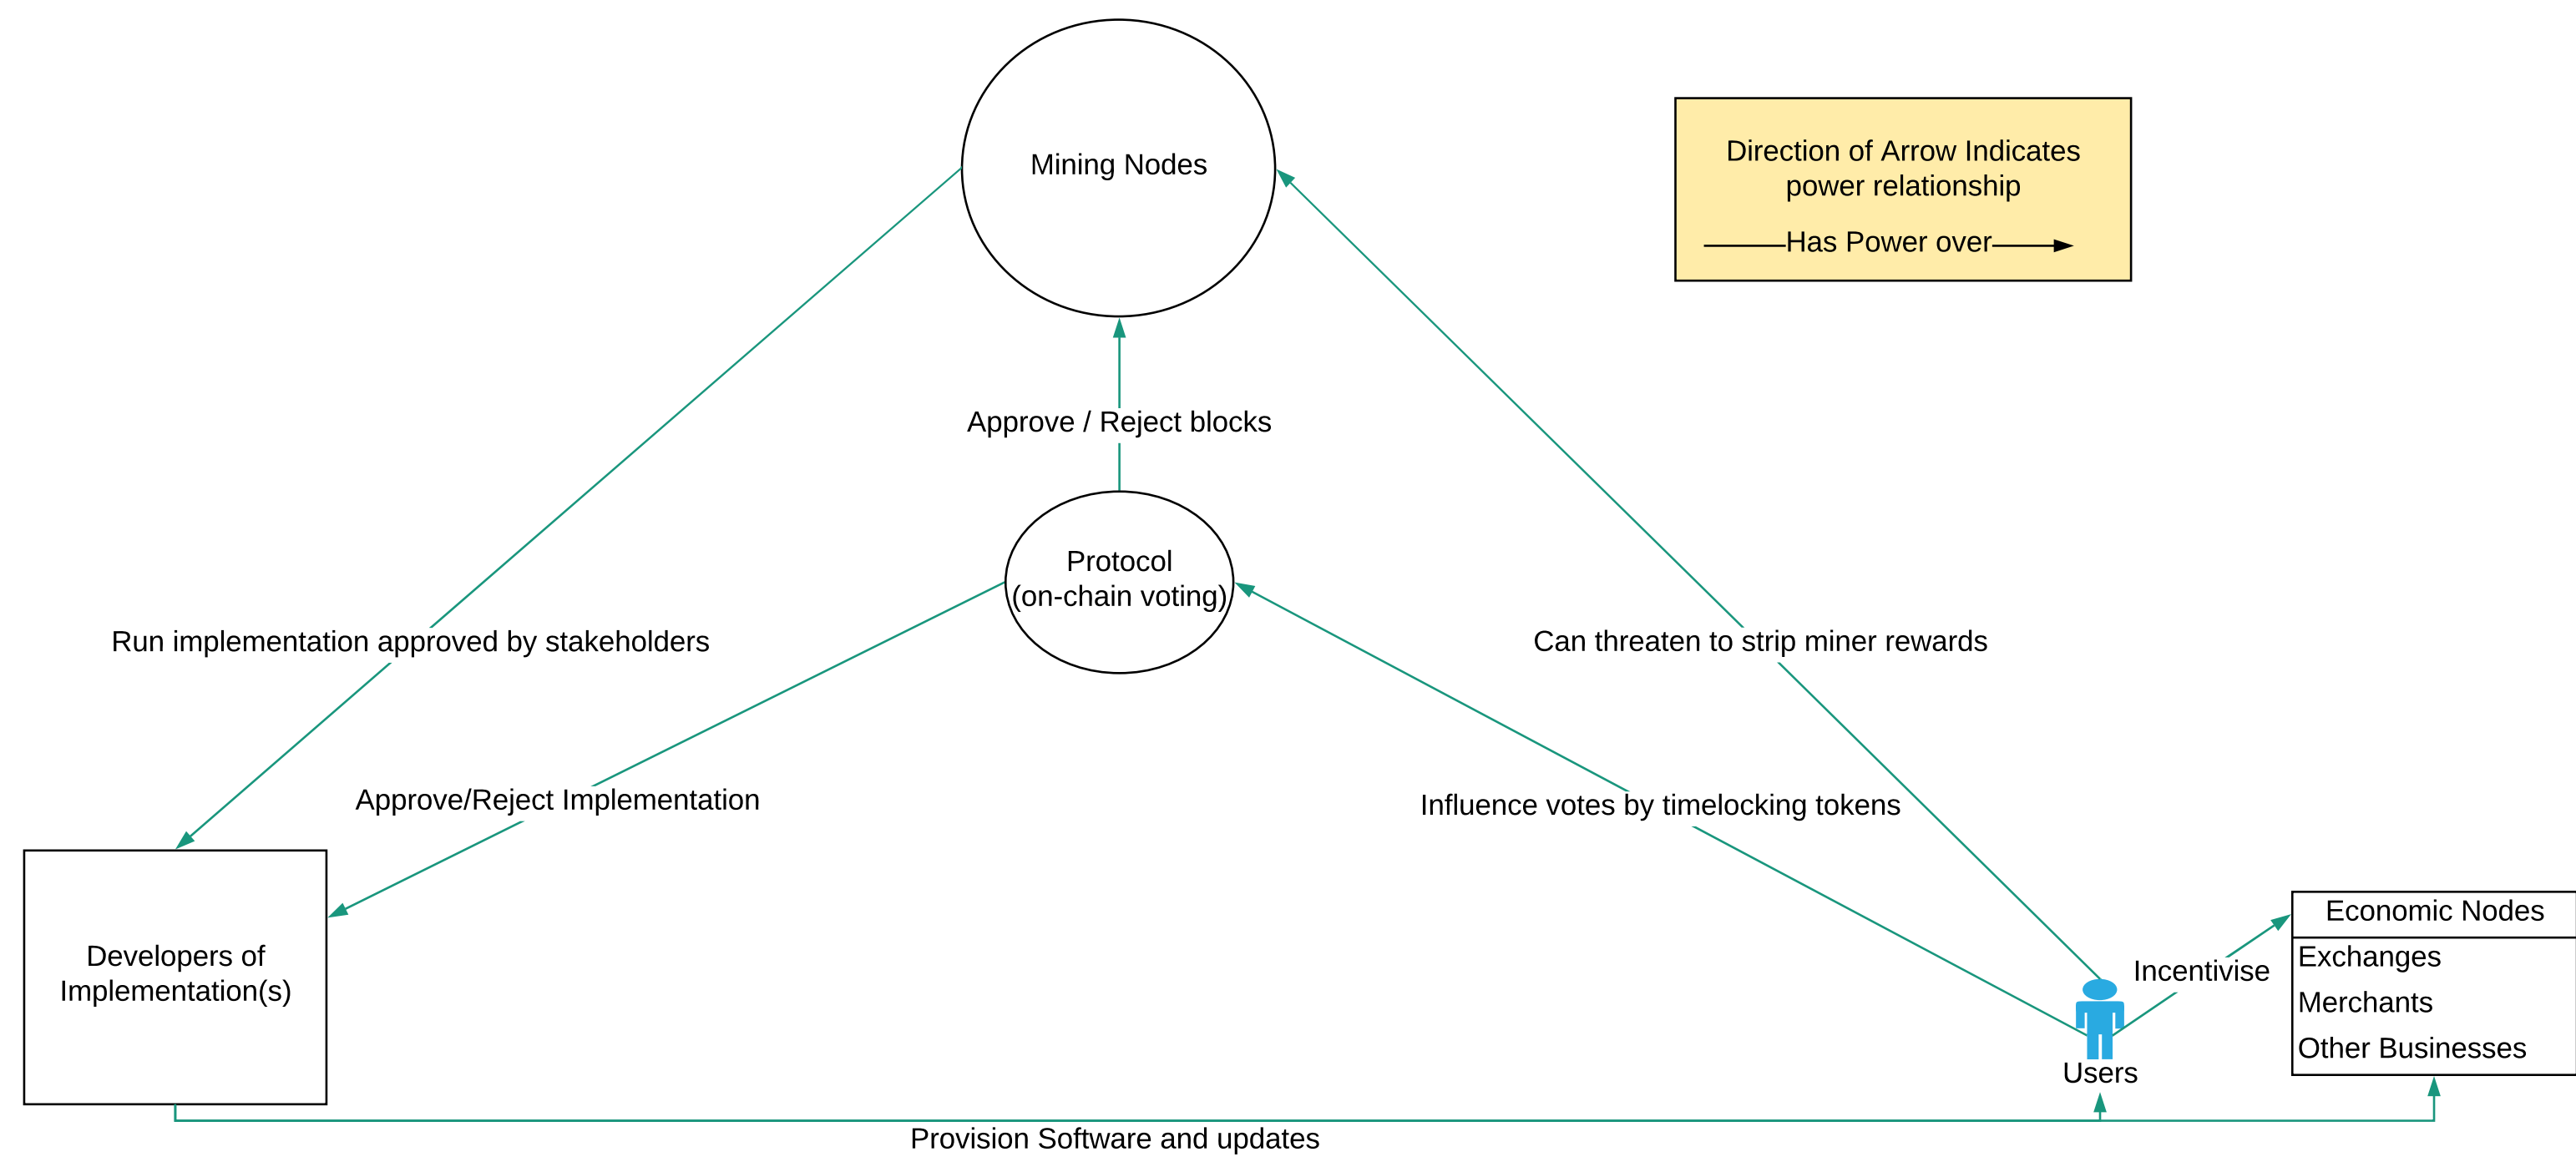 Mining Nodes
Direction of Arrow Indicates
power relationship
Has Power over
Approve / Reject blocks
Protocol
(on-chain voting)
Run implementation approved by stakeholders
Can threaten to strip miner rewards
Approve/Reject Implementation
Influence votes by timelocking tokens
Developers of
Implementation(s)
Incentivise
Users
Economic Nodes
Exchanges
Merchants
Other Businesses
Provision Software and updates